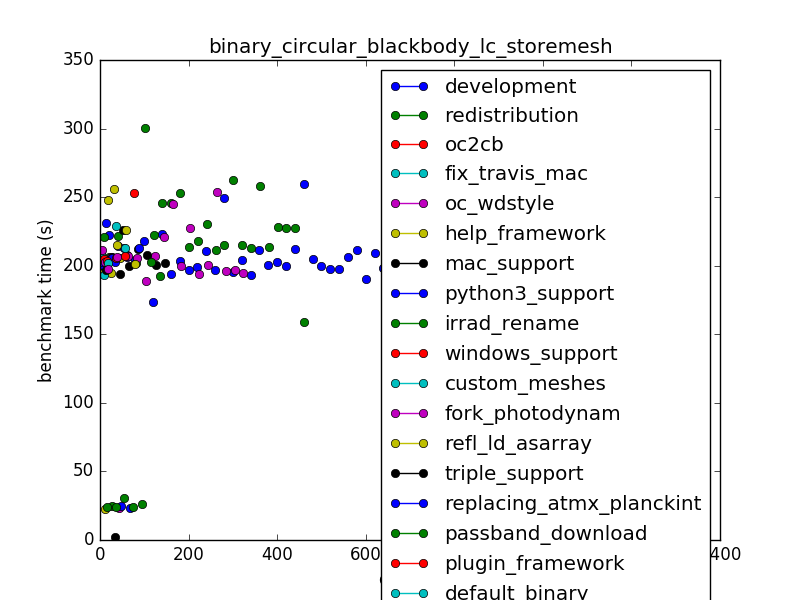 binary_circular_blackbody_lc_storemesh
350
300
250
200
150
100
50
0
benchmark time (s)
0
200
400
600
400
development
redistribution
oc2cb
fix_travis_mac
oc_wdstyle
help_framework
mac_support
python3_support
irrad_rename
windows_support
custom_meshes
fork_photodynam
refl_ld_asarray
triple_support
replacing_atmx_planckint
passband_download
plugin_framework
default_binary